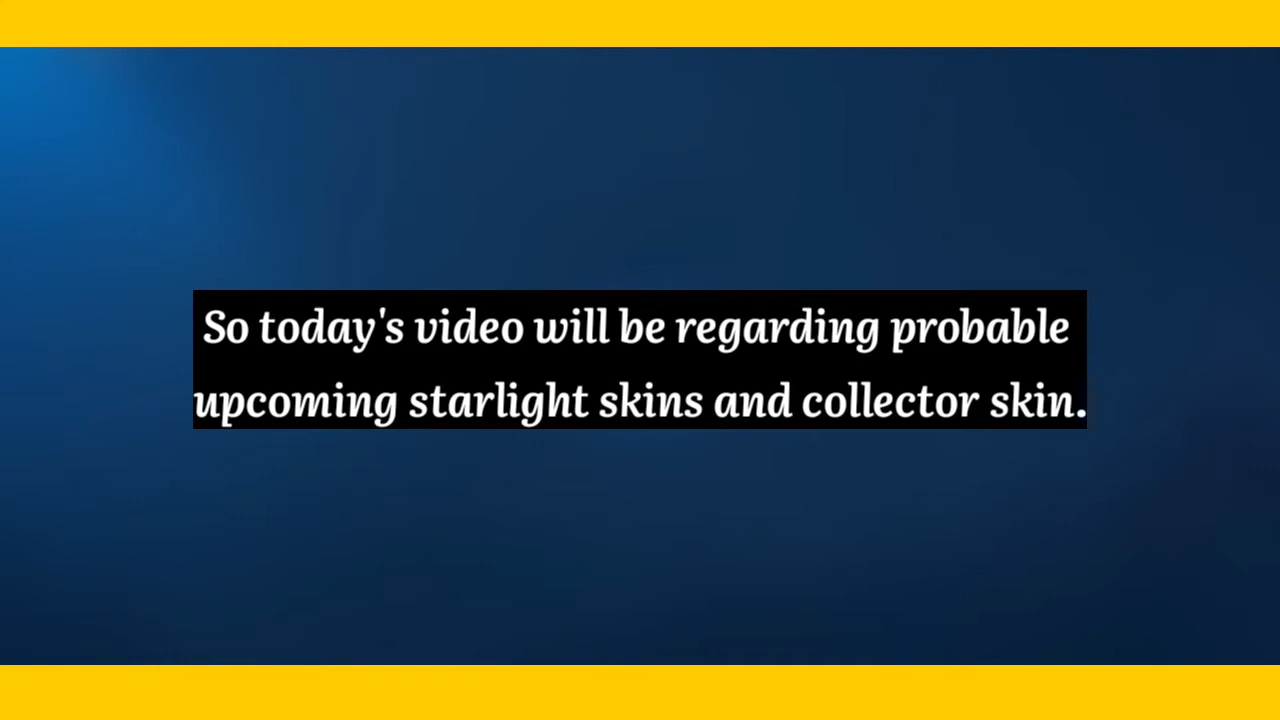 So today's video will be regarding probable
upcoming starlight skins and collector skin.